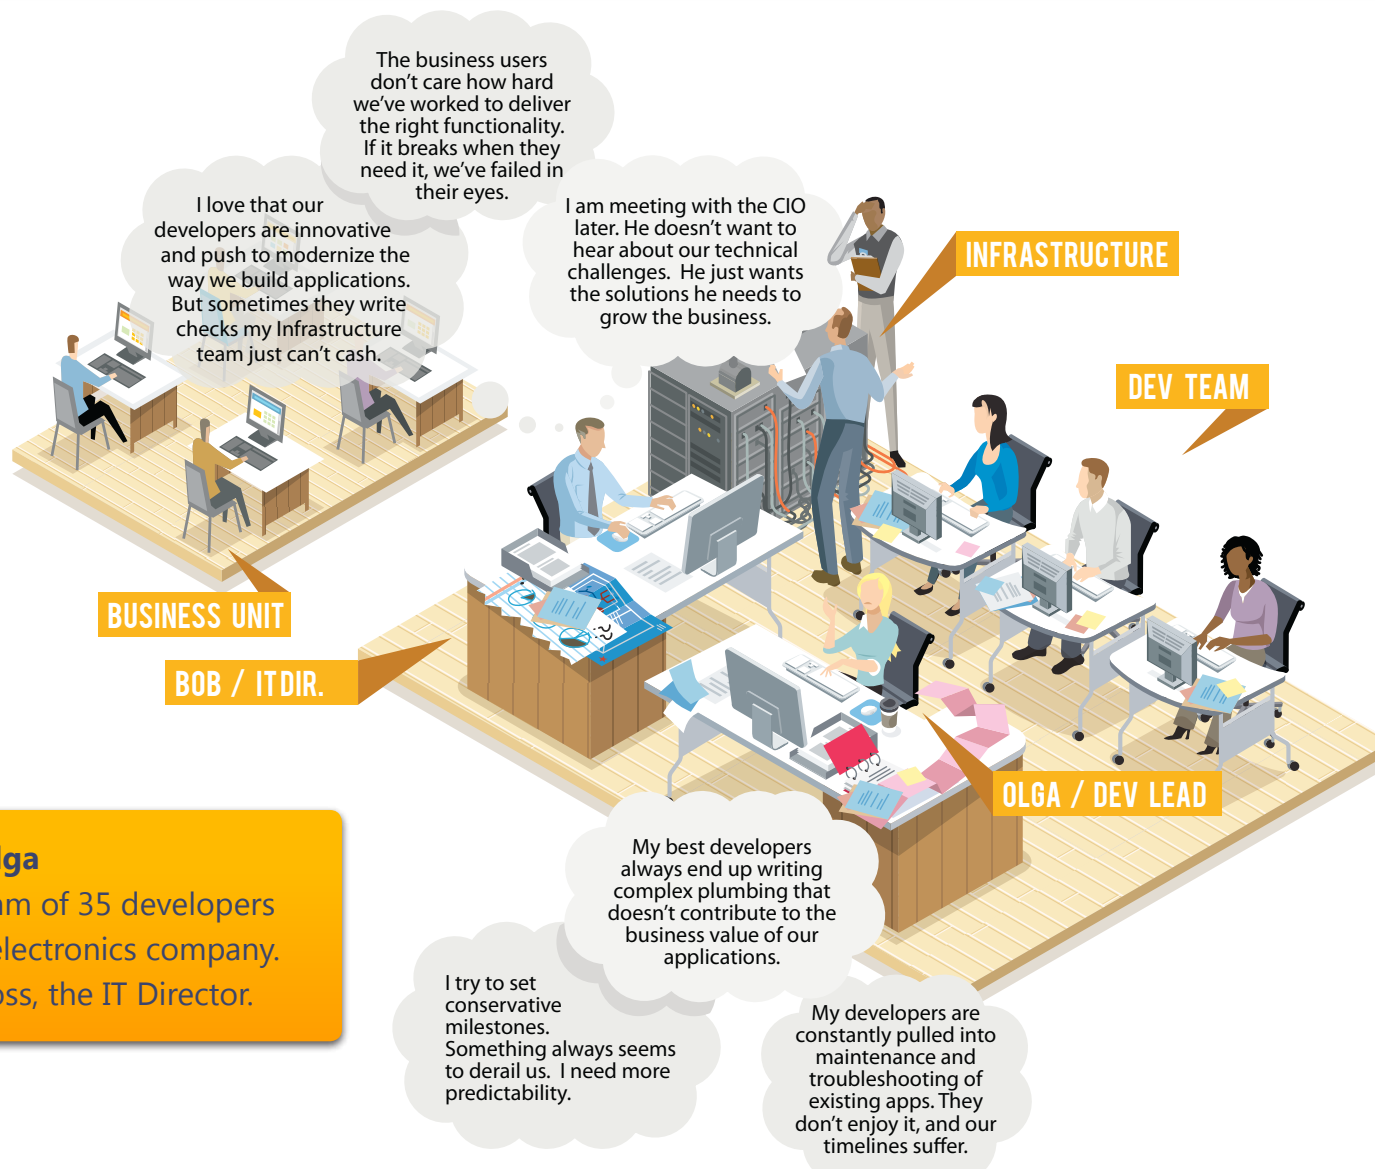 The business users
don't care how hard
we've worked to deliver
the right functionality.
If it breaks when they
need it, we've failed in
their eyes.
I love that our
developers are innovative
and push to modernize the
way we build applications.
But sometimes they write
checks my Infrastructure
team just can't cash.
I am meeting with the CIO
later. He doesn't want to
hear about our technical
challenges.  He just wants
the solutions he needs to
grow the business.
INFRASTRUCTURE
DEV TEAM
BUSINESS UNIT
BOB / IT DIR.
OLGA / DEV LEAD
lga
am of 35 developers
electronics company.
oss, the IT Director.
My best developers
always end up writing
complex plumbing that
doesn't contribute to the
business value of our
applications.
I try to set
conservative
milestones.
Something always seems
to derail us.  I need more
predictability.
My developers are
constantly pulled into
maintenance and
troubleshooting of
existing apps. They
don't enjoy it, and our
timelines suffer.